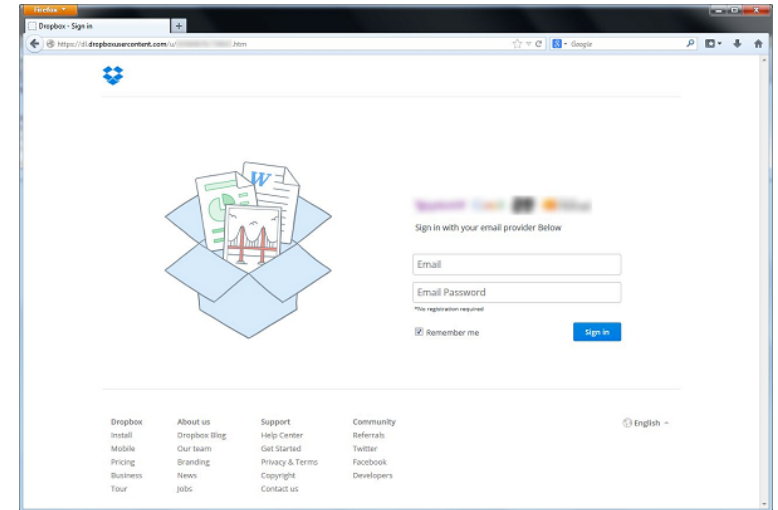 Firefox
Dropbox - Sign in
https://dl.dropboxusercontent.com/u/ .htm
Google
W
Sign in with your email provider Below
Email
Email Password
*No registration required
Remember me
Sign in
Dropbox
About us
Support
Community
English
Install
Dropbox Blog
Help Center
Referrals
Mobile
Our team
Get Started
Twitter
Pricing
Branding
Privacy & Terms
Facebook
Business
News
Copyright
Developers
Tour
Jobs
Contact us